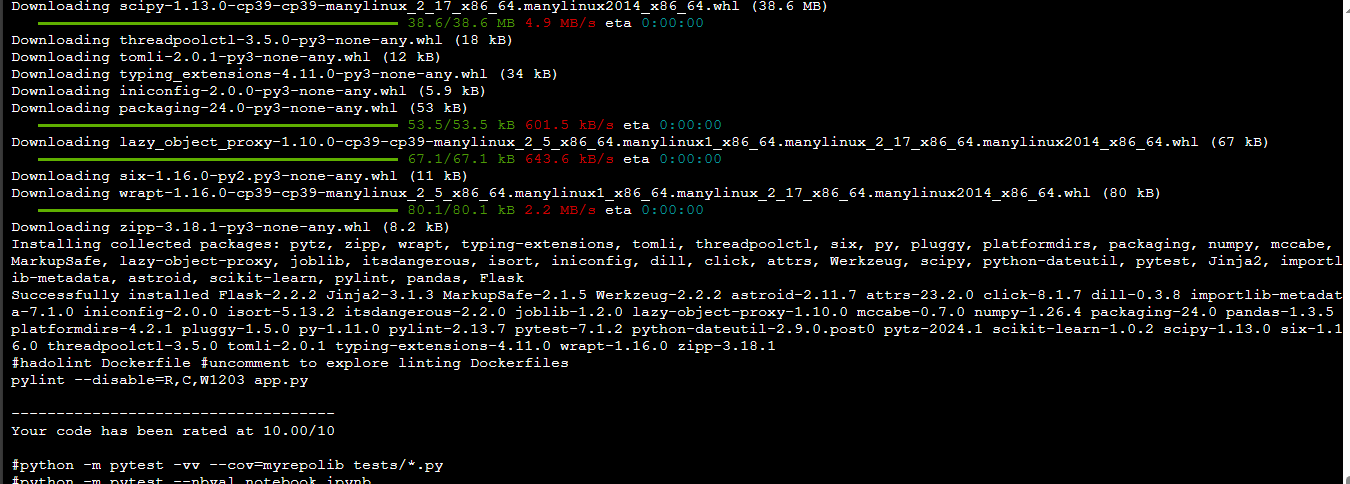 Downloading scipy-1.13.0-cp39-cp39-manylinux_2_17_x86_64.manylinux2014_x86_64.whl (38.6 MB)
38.6/38.6 MB 4.9 MB/s eta 0:00:00
Downloading threadpoolctl-3.5.0-py3-none-any.whl (18 kB)
Downloading tomli-2.0.1-py3-none-any.whl (12 kB)
Downloading typing_extensions-4.11.0-py3-none-any.whl (34 kB)
Downloading iniconfig-2.0.0-py3-none-any.whl (5.9 kB)
Downloading packaging-24.0-py3-none-any.whl (53 kB)
53.5/53.5 kB 601.5 kB/s eta 0:00:00
Downloading lazy_object_proxy-1.10.0-cp39-cp39-manylinux_2_5_x86_64.manylinux1_x86_64.manylinux_2_17_x86_64.manylinux2014_x86_64.whl (67 kB)
67.1/67.1 kB 643.6 kB/s eta 0:00:00
Downloading six-1.16.0-py2.py3-none-any.whl (11 kB)
Downloading wrapt-1.16.0-cp39-cp39-manylinux_2_5_x86_64.manylinux1_x86_64.manylinux_2_17_x86_64.manylinux2014_x86_64.whl (80 kB)
80.1/80.1 kB 2.2 MB/s eta 0:00:00
Downloading zipp-3.18.1-py3-none-any.whl (8.2 kB)
Installing collected packages: pytz, zipp, wrapt, typing-extensions, tomli, threadpoolctl, six, py, pluggy, platformdirs, packaging, numpy, mccabe,
MarkupSafe, lazy-object-proxy, joblib, itsdangerous, isort, iniconfig, dill, click, attrs, Werkzeug, scipy, python-dateutil, pytest, Jinja2, importl
ib-metadata, astroid, scikit-learn, pylint, pandas, Flask
Successfully installed Flask-2.2.2 Jinja2-3.1.3 MarkupSafe-2.1.5 Werkzeug-2.2.2 astroid-2.11.7 attrs-23.2.0 click-8.1.7 dill-0.3.8 importlib-metadat
a-7.1.0 iniconfig-2.0.0 isort-5.13.2 itsdangerous-2.2.0 joblib-1.2.0 lazy-object-proxy-1.10.0 mccabe-0.7.0 numpy-1.26.4 packaging-24.0 pandas-1.3.5
platformdirs-4.2.1 pluggy-1.5.0 py-1.11.0 pylint-2.13.7 pytest-7.1.2 python-dateutil-2.9.0.post0 pytz-2024.1 scikit-learn-1.0.2 scipy-1.13.0 six-1.1
6.0 threadpoolctl-3.5.0 tomli-2.0.1 typing-extensions-4.11.0 wrapt-1.16.0 zipp-3.18.1
#hadolint Dockerfile #uncomment to explore linting Dockerfiles
pylint --disable=R,C,W1203 app.py
------------------------------------
Your code has been rated at 10.00/10
#python -m pytest -vv --cov=myrepolib tests/*.py
#python -m pytest --nbval notebook.ipynb